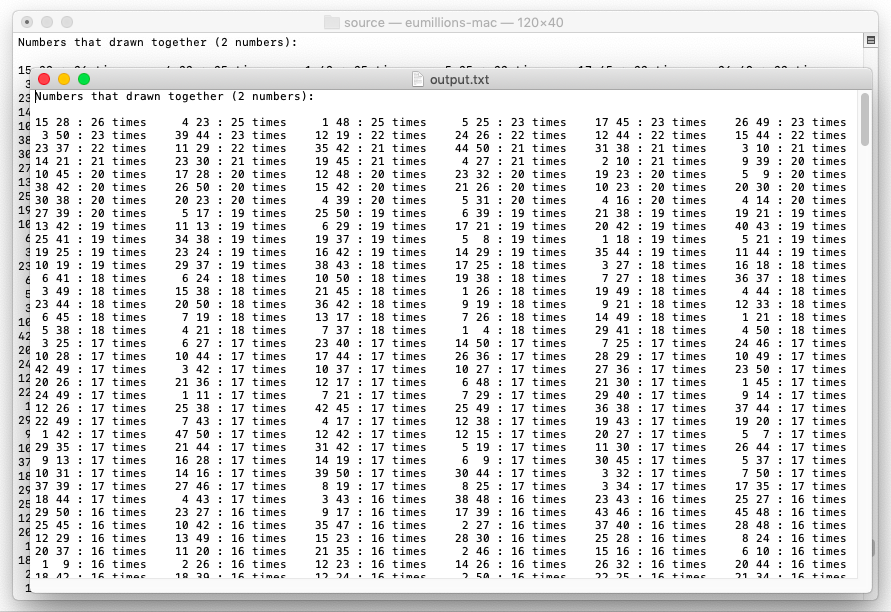 source — eumillions-mac — 120×40
Numbers that drawn together (2 numbers):
output.txt
Numbers that drawn together (2 numbers):
15 28 : 26 times     4 23 : 25 times     1 48 : 25 times     5 25 : 23 times    17 45 : 23 times    26 49 : 23 times
 3 50 : 23 times    39 44 : 23 times    12 19 : 22 times    24 26 : 22 times    12 44 : 22 times    15 44 : 22 times
23 37 : 22 times    11 29 : 22 times    35 42 : 21 times    44 50 : 21 times    31 38 : 21 times     3 10 : 21 times
14 21 : 21 times    23 30 : 21 times    19 45 : 21 times     4 27 : 21 times     2 10 : 21 times     9 39 : 20 times
10 45 : 20 times    17 28 : 20 times    12 48 : 20 times    23 32 : 20 times    19 23 : 20 times     5  9 : 20 times
38 42 : 20 times    26 50 : 20 times    15 42 : 20 times    21 26 : 20 times    10 23 : 20 times    20 30 : 20 times
30 38 : 20 times    20 23 : 20 times     4 39 : 20 times     5 31 : 20 times     4 16 : 20 times     4 14 : 20 times
27 39 : 20 times     5 17 : 19 times    25 50 : 19 times     6 39 : 19 times    21 38 : 19 times    19 21 : 19 times
13 42 : 19 times    11 13 : 19 times     6 29 : 19 times    17 21 : 19 times    20 42 : 19 times    40 43 : 19 times
25 41 : 19 times    34 38 : 19 times    19 37 : 19 times     5  8 : 19 times     1 18 : 19 times     5 21 : 19 times
19 25 : 19 times    23 24 : 19 times    16 42 : 19 times    14 29 : 19 times    35 44 : 19 times    11 44 : 19 times
10 19 : 19 times    29 37 : 19 times    38 43 : 18 times    17 25 : 18 times     3 27 : 18 times    16 18 : 18 times
 6 41 : 18 times     6 24 : 18 times    10 50 : 18 times    19 38 : 18 times     7 27 : 18 times    36 37 : 18 times
 3 49 : 18 times    15 38 : 18 times    21 45 : 18 times     1 26 : 18 times    19 49 : 18 times     4 44 : 18 times
23 44 : 18 times    20 50 : 18 times    36 42 : 18 times     9 19 : 18 times     9 21 : 18 times    12 33 : 18 times
 6 45 : 18 times     7 19 : 18 times    13 17 : 18 times     7 26 : 18 times    14 49 : 18 times     1 21 : 18 times
 5 38 : 18 times     4 21 : 18 times     7 37 : 18 times     1  4 : 18 times    29 41 : 18 times     4 50 : 18 times
 3 25 : 17 times     6 27 : 17 times    23 40 : 17 times    14 50 : 17 times     7 25 : 17 times    24 46 : 17 times
10 28 : 17 times    10 44 : 17 times    17 44 : 17 times    26 36 : 17 times    28 29 : 17 times    10 49 : 17 times
42 49 : 17 times     3 42 : 17 times    10 37 : 17 times    10 27 : 17 times    27 36 : 17 times    23 50 : 17 times
20 26 : 17 times    21 36 : 17 times    12 17 : 17 times     6 48 : 17 times    21 30 : 17 times     1 45 : 17 times
24 49 : 17 times     1 11 : 17 times     7 21 : 17 times     7 29 : 17 times    29 40 : 17 times     9 14 : 17 times
12 26 : 17 times    25 38 : 17 times    42 45 : 17 times    25 49 : 17 times    36 38 : 17 times    37 44 : 17 times
22 49 : 17 times     7 43 : 17 times     4 17 : 17 times    12 38 : 17 times    19 43 : 17 times    19 20 : 17 times
 1 42 : 17 times    47 50 : 17 times    12 42 : 17 times    12 15 : 17 times    20 27 : 17 times     5  7 : 17 times
29 35 : 17 times    21 44 : 17 times    31 42 : 17 times     5 19 : 17 times    11 30 : 17 times    26 44 : 17 times
 9 13 : 17 times    16 28 : 17 times    14 19 : 17 times     6  9 : 17 times    30 45 : 17 times     5 37 : 17 times
10 31 : 17 times    14 16 : 17 times    39 50 : 17 times    30 44 : 17 times     3 32 : 17 times     7 50 : 17 times
37 39 : 17 times    27 46 : 17 times     8 19 : 17 times     8 25 : 17 times     3 34 : 17 times    17 35 : 17 times
18 44 : 17 times     4 43 : 17 times     3 43 : 16 times    38 48 : 16 times    23 43 : 16 times    25 27 : 16 times
29 50 : 16 times    23 27 : 16 times     9 17 : 16 times    17 39 : 16 times    43 46 : 16 times    45 48 : 16 times
25 45 : 16 times    10 42 : 16 times    35 47 : 16 times     2 27 : 16 times    37 40 : 16 times    28 48 : 16 times
12 29 : 16 times    13 49 : 16 times    15 23 : 16 times    28 30 : 16 times    25 28 : 16 times     8 24 : 16 times
20 37 : 16 times    11 20 : 16 times    21 35 : 16 times     2 46 : 16 times    15 16 : 16 times     6 10 : 16 times
 1  9 : 16 times     2 26 : 16 times    12 23 : 16 times    14 26 : 16 times    26 32 : 16 times    20 44 : 16 times
18 42 : 16 times    18 39 : 16 times    12 24 : 16 times     2 50 : 16 times    22 25 : 16 times    21 34 : 16 times